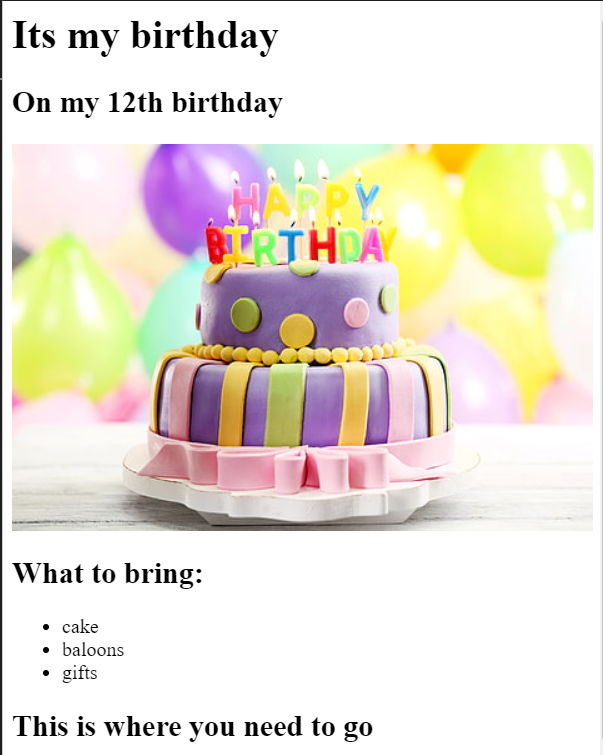 Its my birthday
On my 12th birthday
HAPPY
BIRTHDAY
What to bring:
cake
baloons
gifts
This is where you need to go